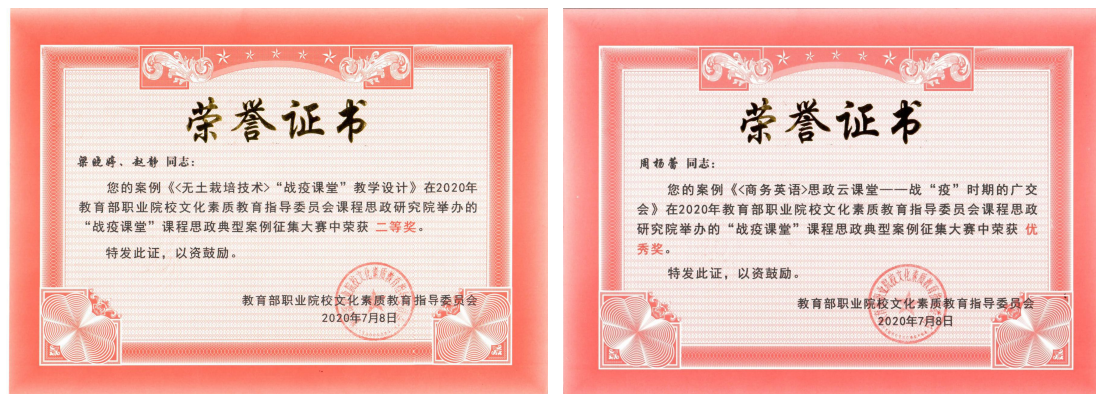 荣誉证书
梁晓婷、赵静 同志：
您的案例《<无土栽培技术>“战疫课堂”教学设计》在2020年
教育部职业院校文化素质教育指导委员会课程思政研究院举办的
“战疫课堂”课程思政典型案例征集大赛中荣获 二等奖。
特发此证，以资鼓励。
教育部职业院校文化素质教育指导委员会
2020年7月8日
荣誉证书
周杨蕾 同志：
您的案例《<商务英语>思政云课堂——战“疫”时期的广交
会》在2020年教育部职业院校文化素质教育指导委员会课程思政
研究院举办的“战疫课堂”课程思政典型案例征集大赛中荣获 优
秀奖。
特发此证，以资鼓励。
教育部职业院校文化素质教育指导委员会
2020年7月8日